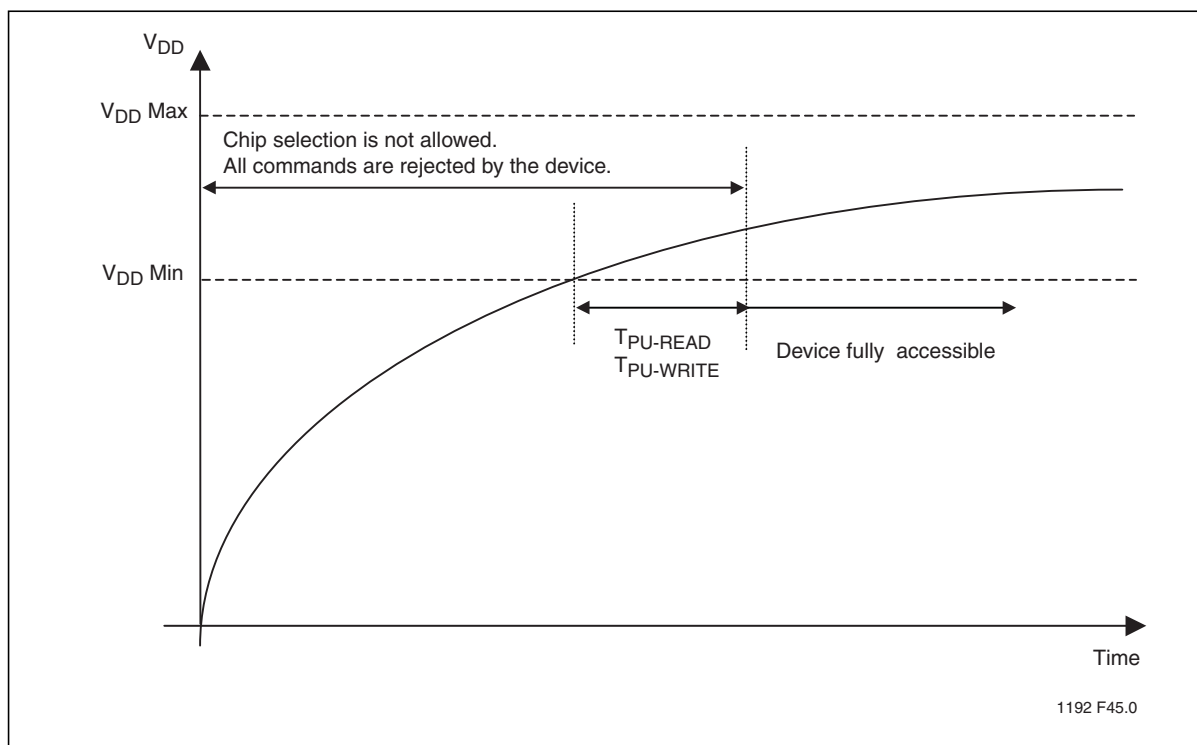 VDD
VDD Max
Chip selection is not allowed.
All commands are rejected by the device.
VDD Min
TPU-READ
TPU-WRITE
Device fully accessible
Time
1192 F45.0